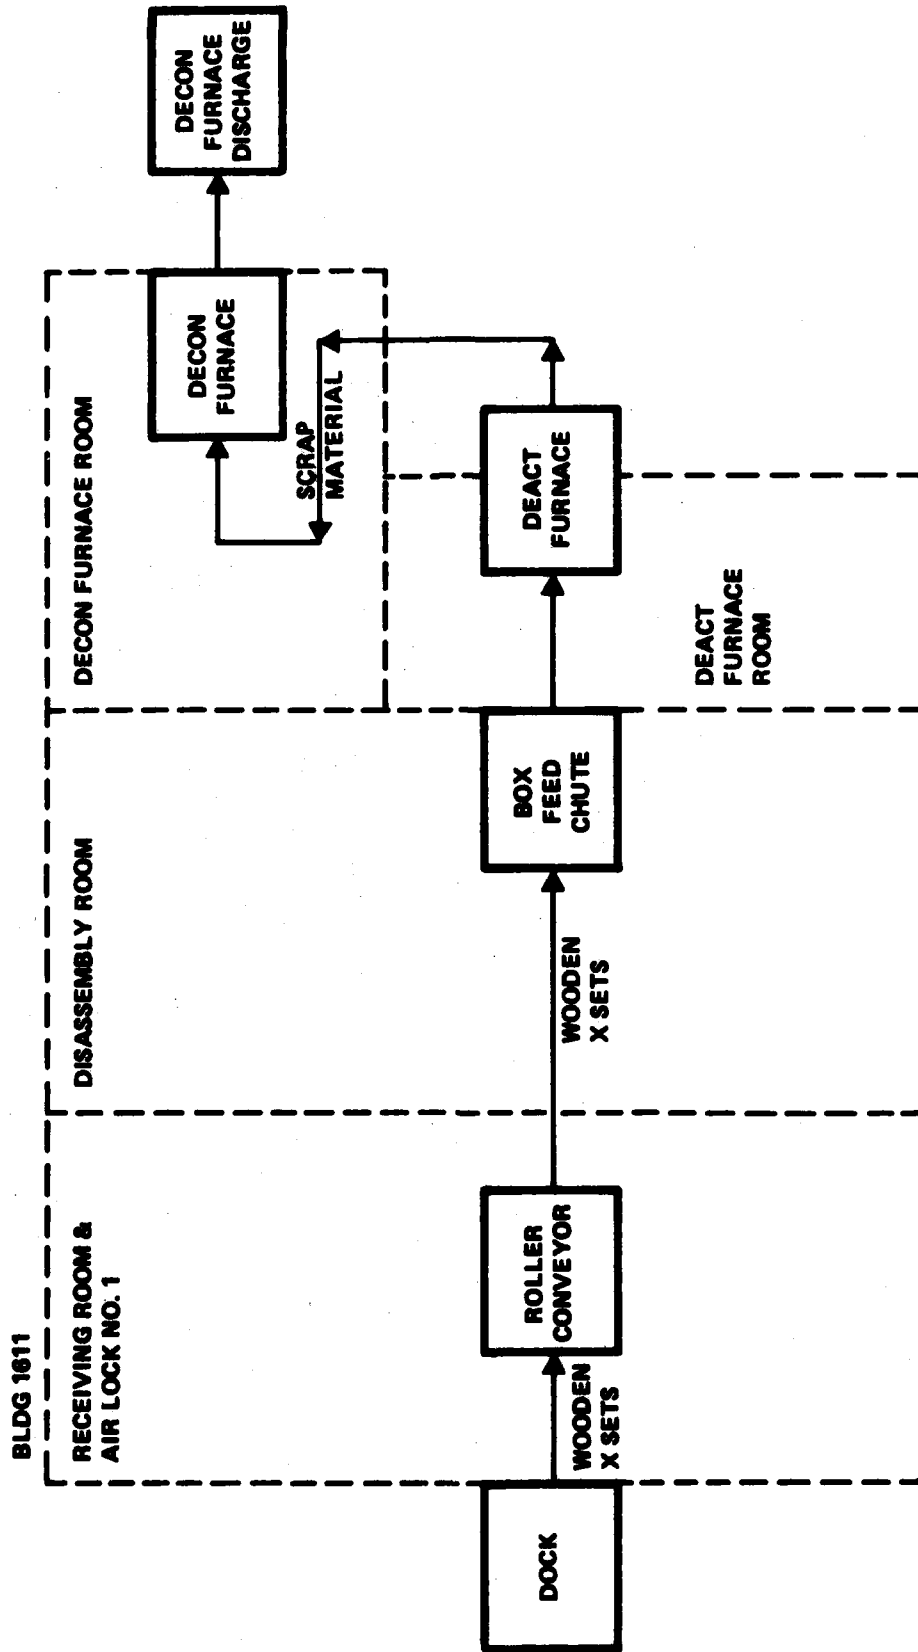 BLDG 1611
RECEIVING ROOM &
AIR LOCK NO. 1
DISASSEMBLY ROOM
DECON FURNACE ROOM
DECON
FURNACE
DECON
FURNACE
DISCHARGE
SCRAP
MATERIAL
DOCK
WOODEN
X SETS
ROLLER
CONVEYOR
WOODEN
X SETS
BOX
FEED
CHUTE
DEACT
FURNACE
DEACT
FURNACE
ROOM